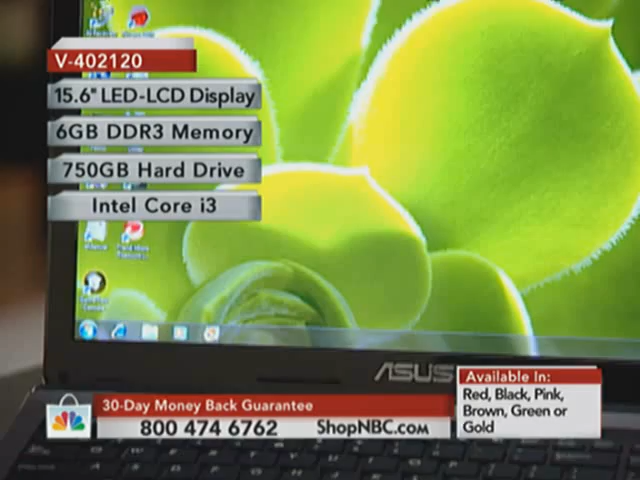 V-402120
15.6" LED-LCD Display
6GB DDR3 Memory
750GB Hard Drive
Intel Core i3
ASUS
Available In:
Red, Black, Pink,
Brown, Green or
Gold
30-Day Money Back Guarantee
800 474 6762 ShopNBC.com